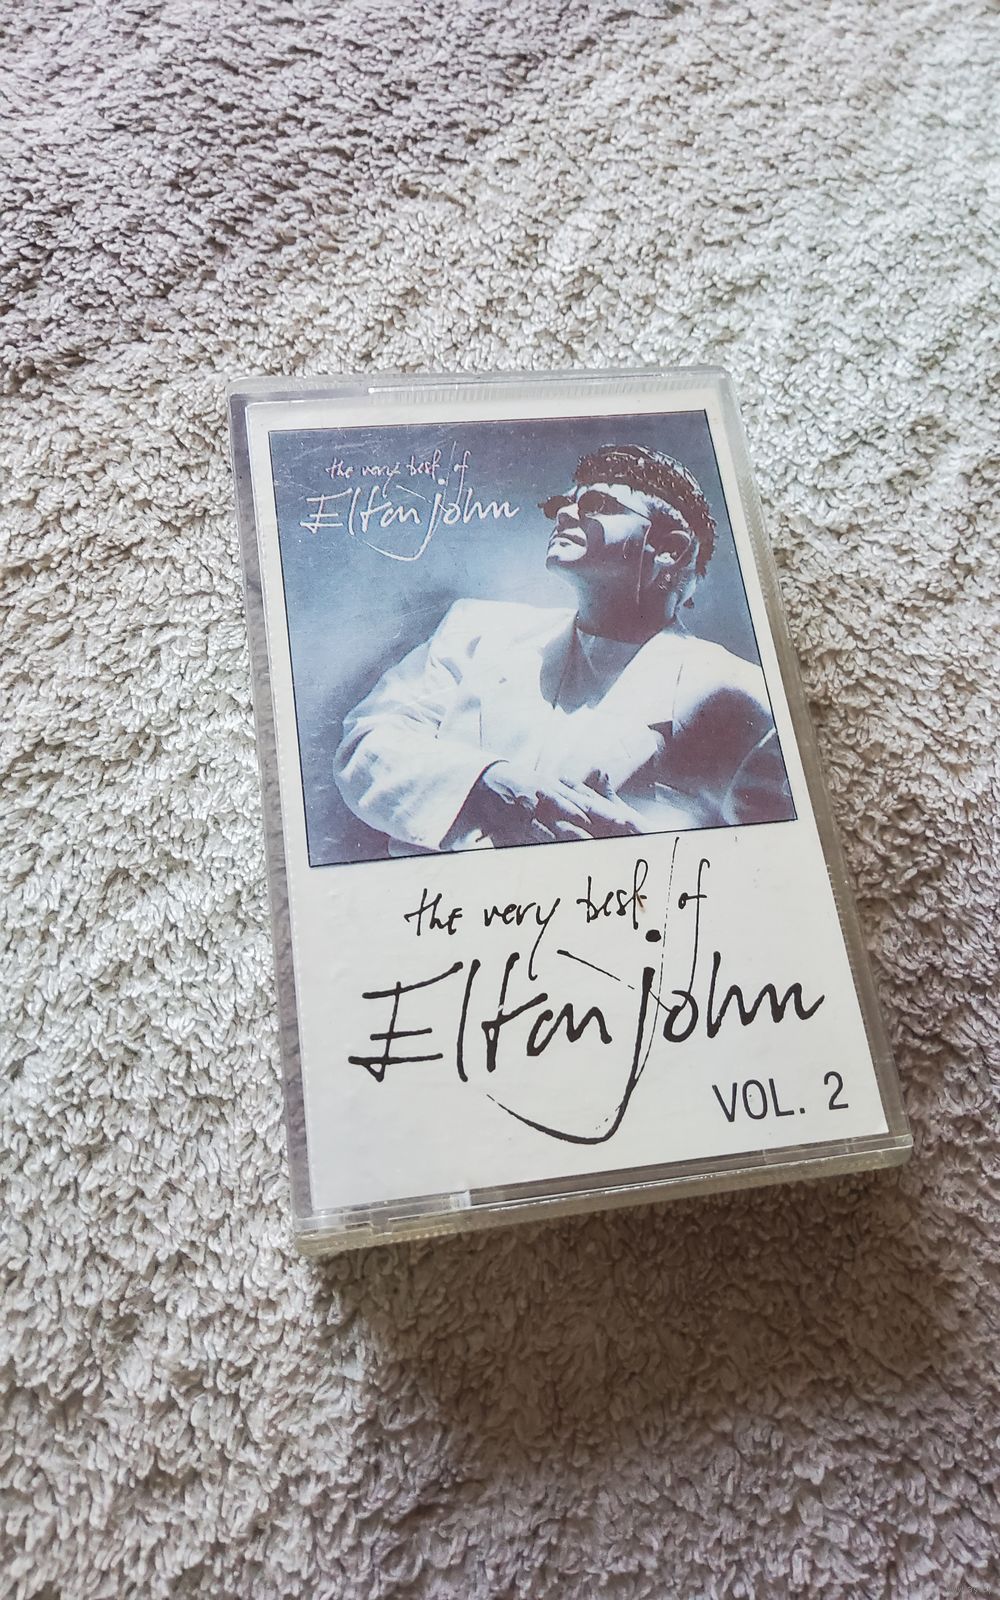 the very best of
Elton john
the very best of
Elton john
VOL. 2